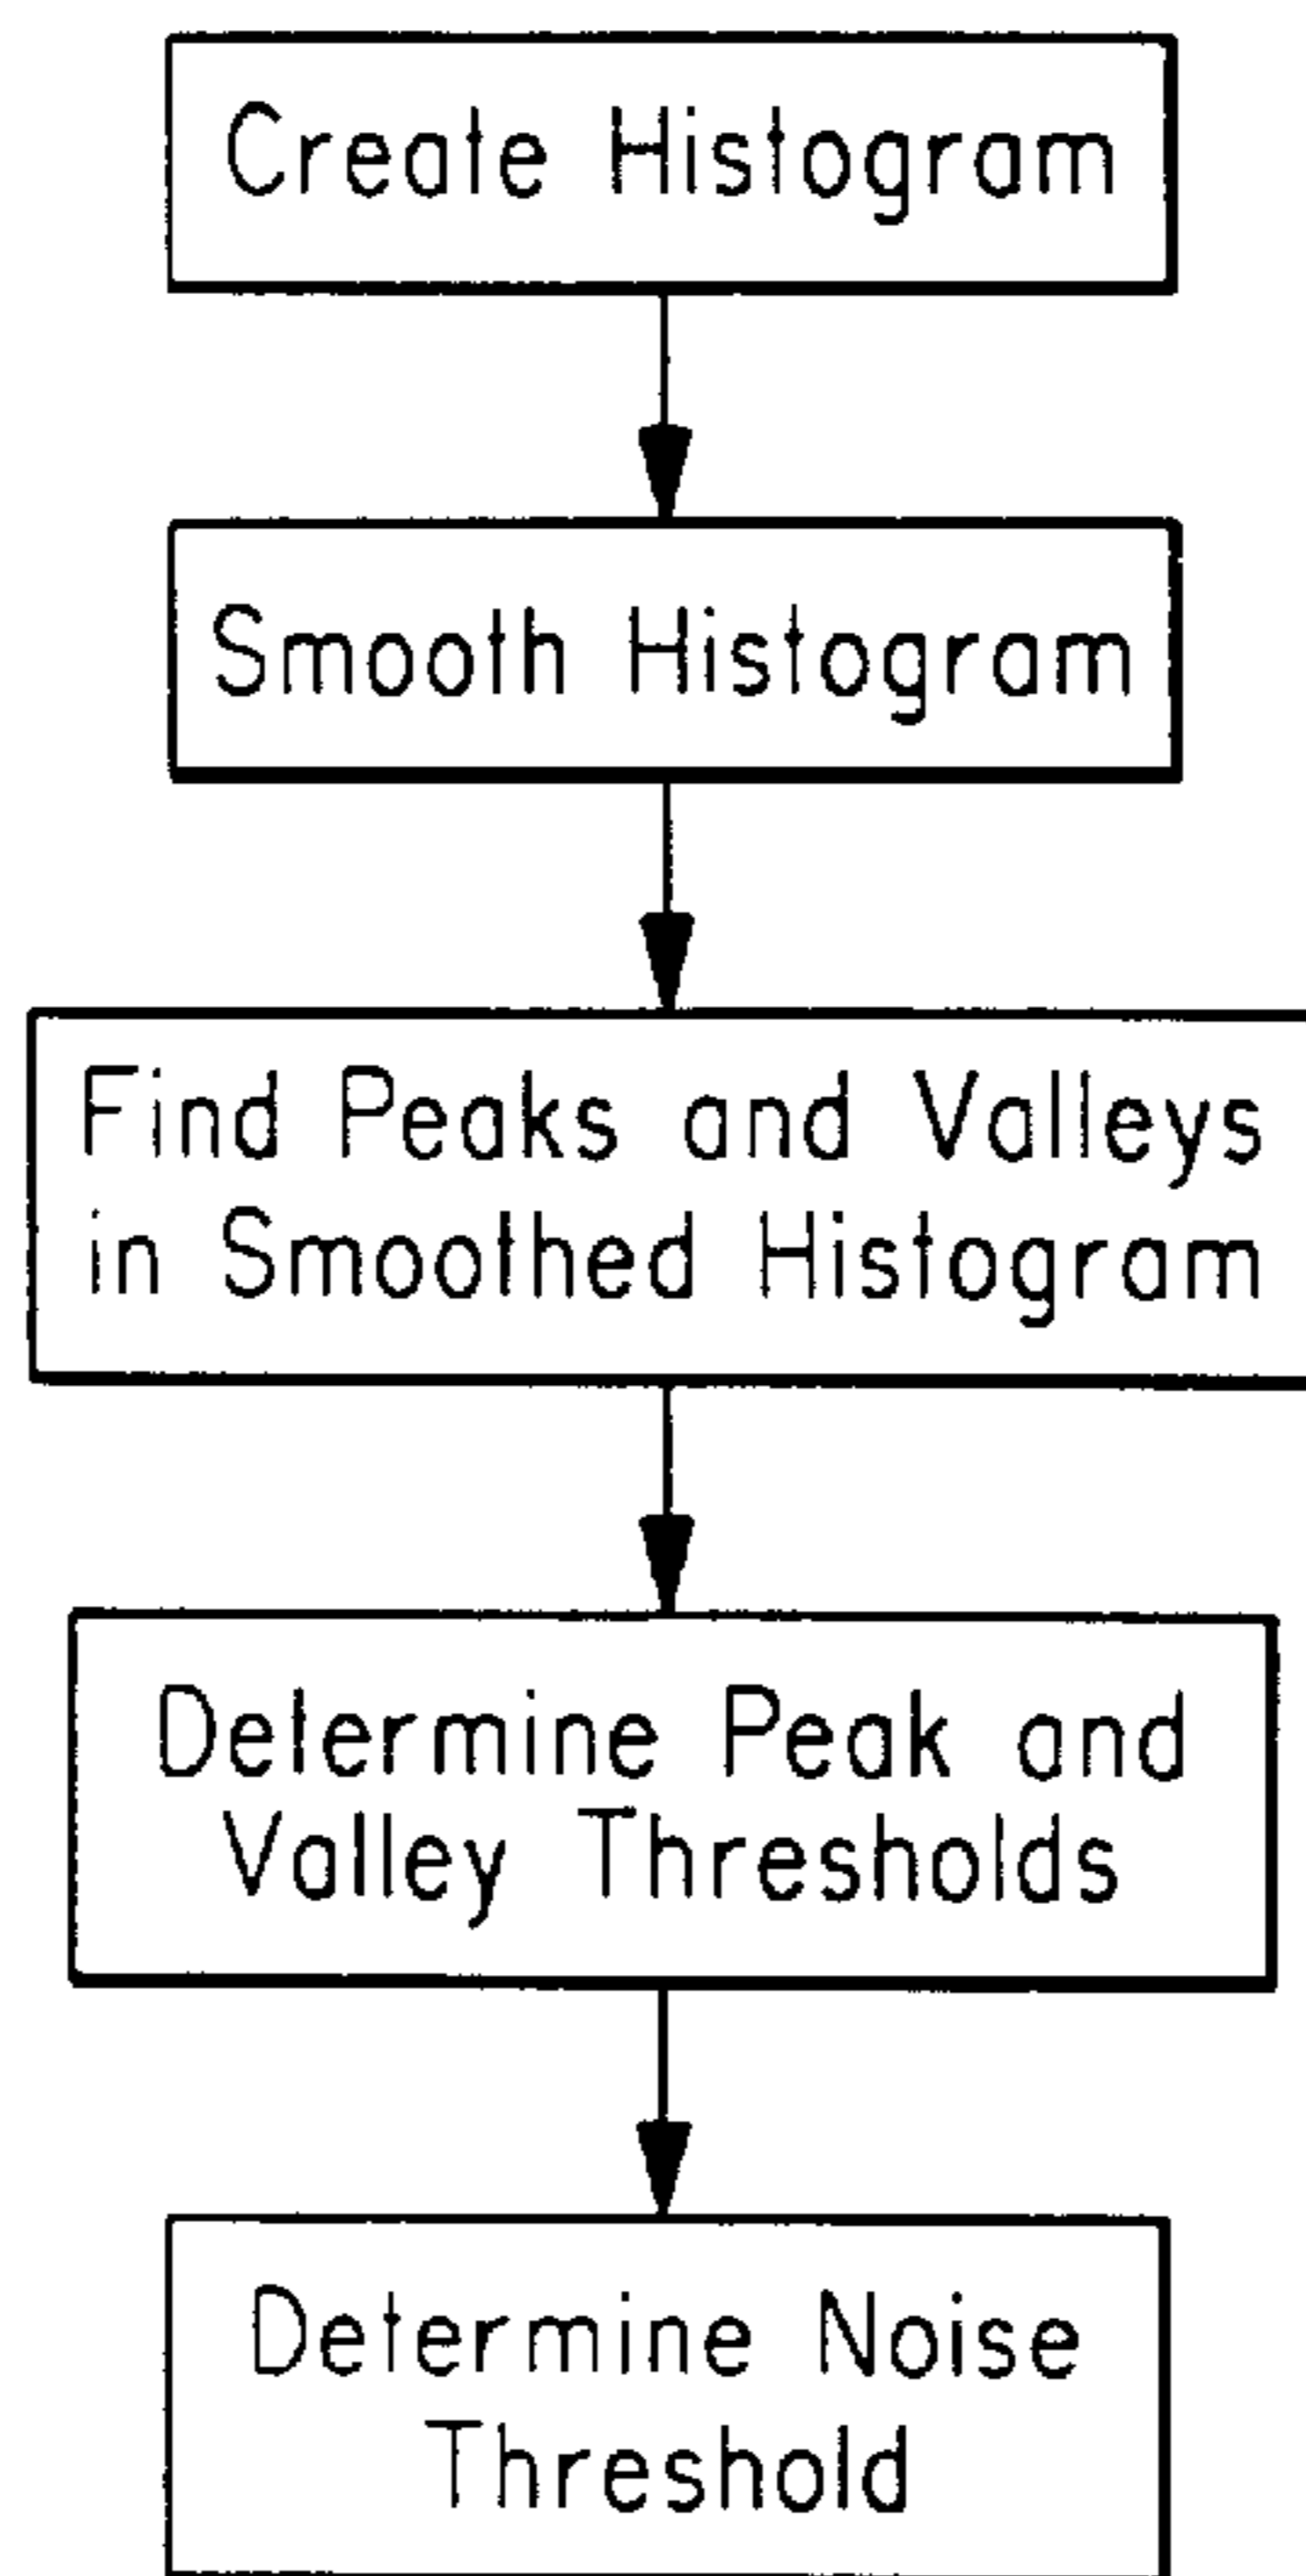 Create Histogram
Smooth Histogram
Find Peaks and Valleys
in Smoothed Histogram
Determine Peak and
Valley Thresholds
Determine Noise
Threshold